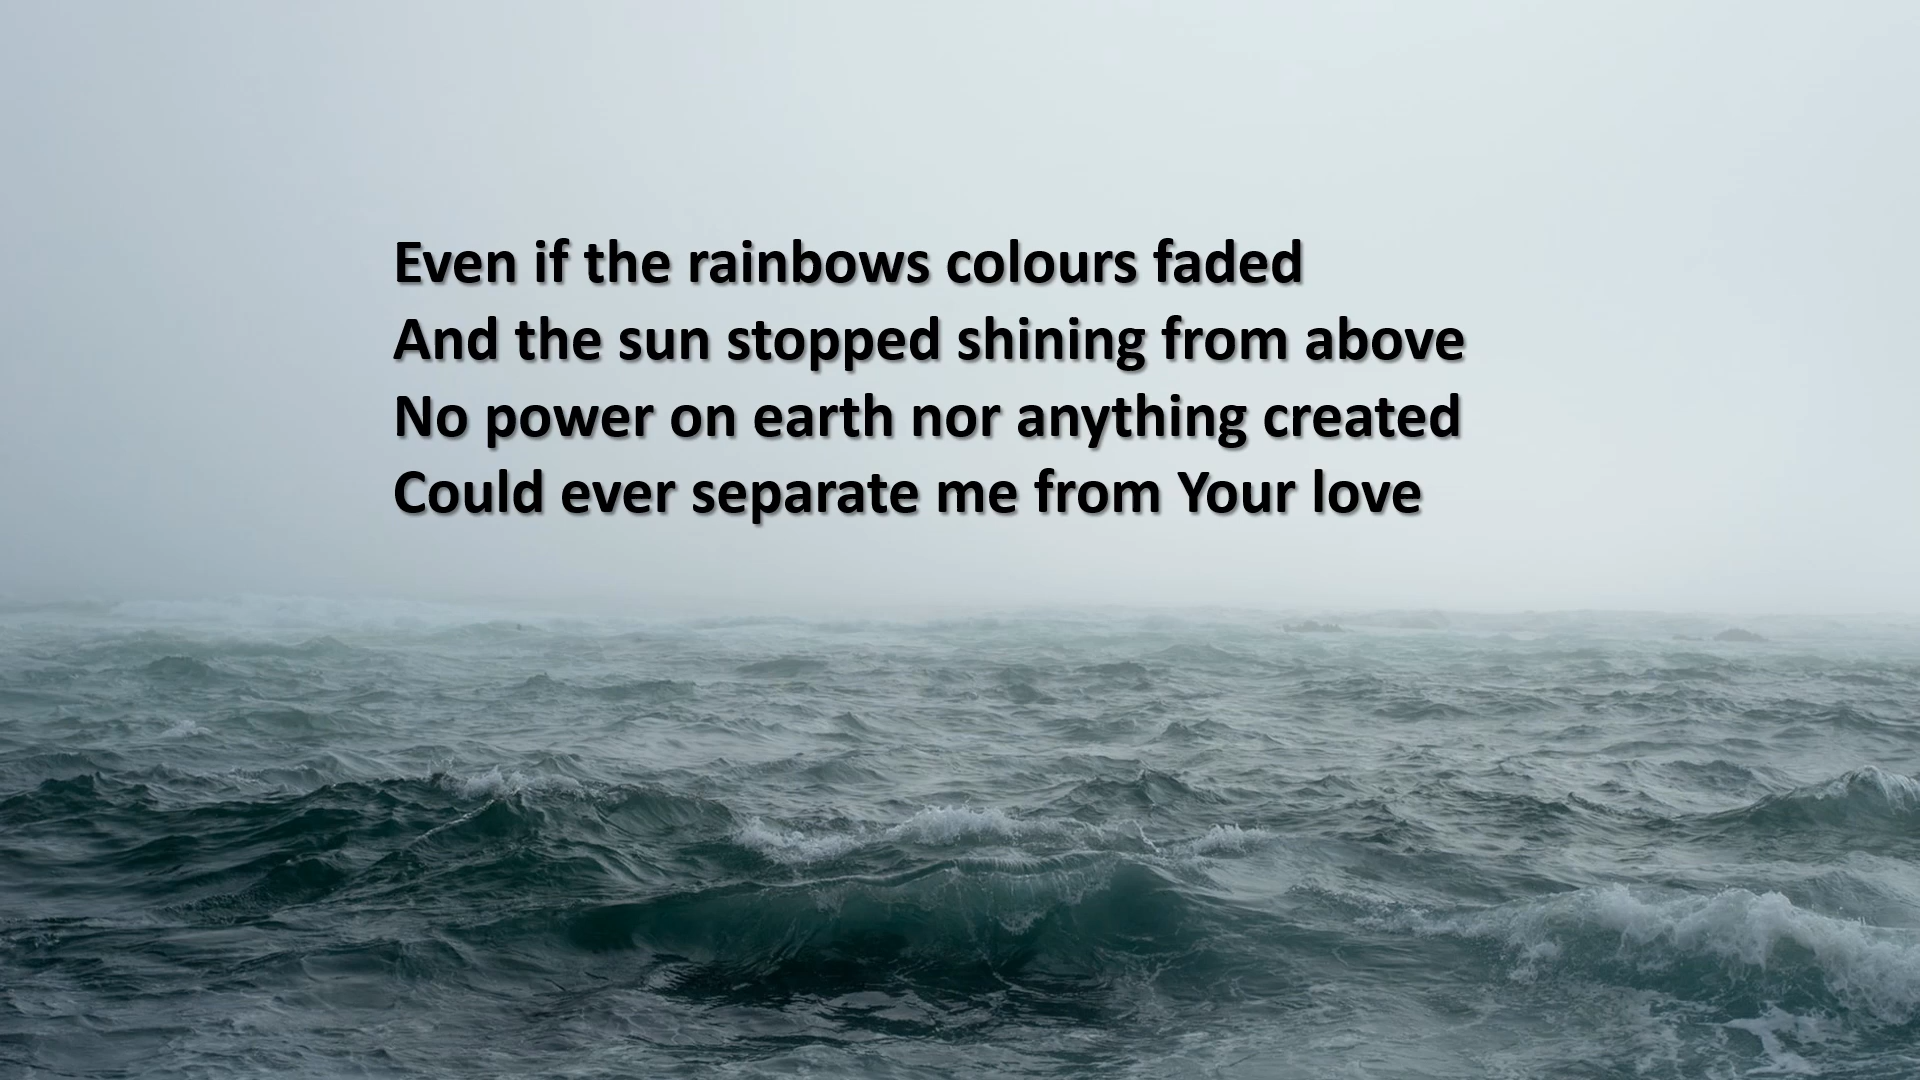 Even if the rainbows colours faded
And the sun stopped shining from above
No power on earth nor anything created
Could ever separate me from Your love